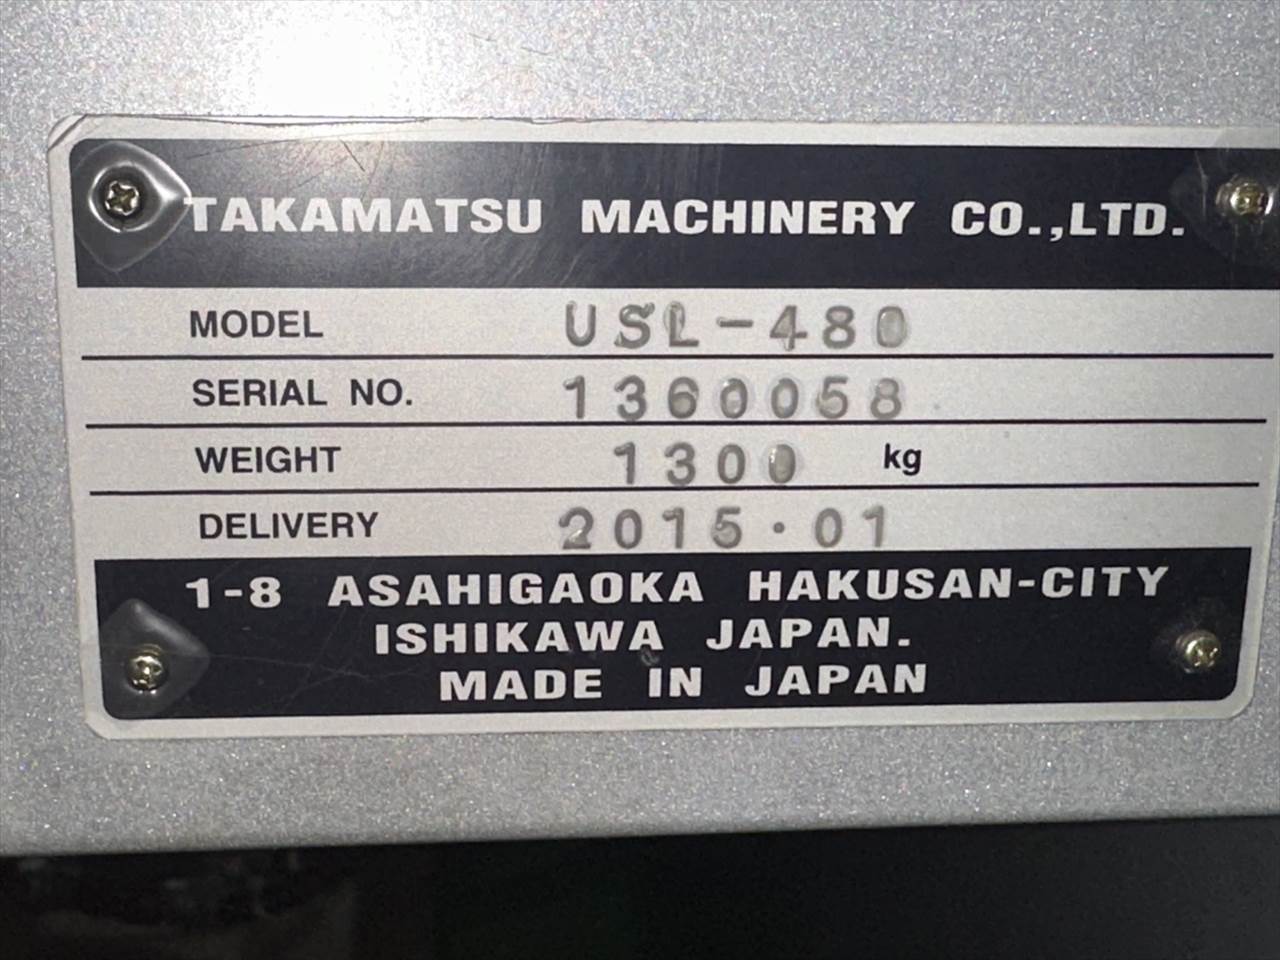 TAKAMATSU MACHINERY CO.,LTD.
MODEL USL-480
SERIAL NO. 1360058
WEIGHT 1300 kg
DELIVERY 2015・01
1-8 ASAHIGAOKA HAKUSAN-CITY
ISHIKAWA JAPAN.
MADE IN JAPAN